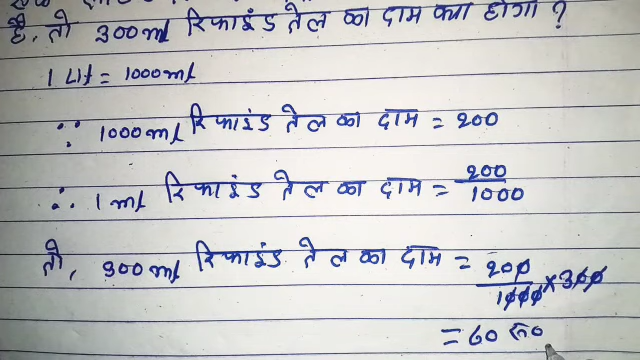 है, तो 300ml रिफाइंड तेल का दाम क्या होगा ?
1 Lit = 1000ml
∵ 1000ml रिफाइंड तेल का दाम = 200
∴ 1ml रिफाइंड तेल का दाम = 200/1000
तो, 300ml रिफाइंड तेल का दाम = 200/1000 × 300
= 60 रु०